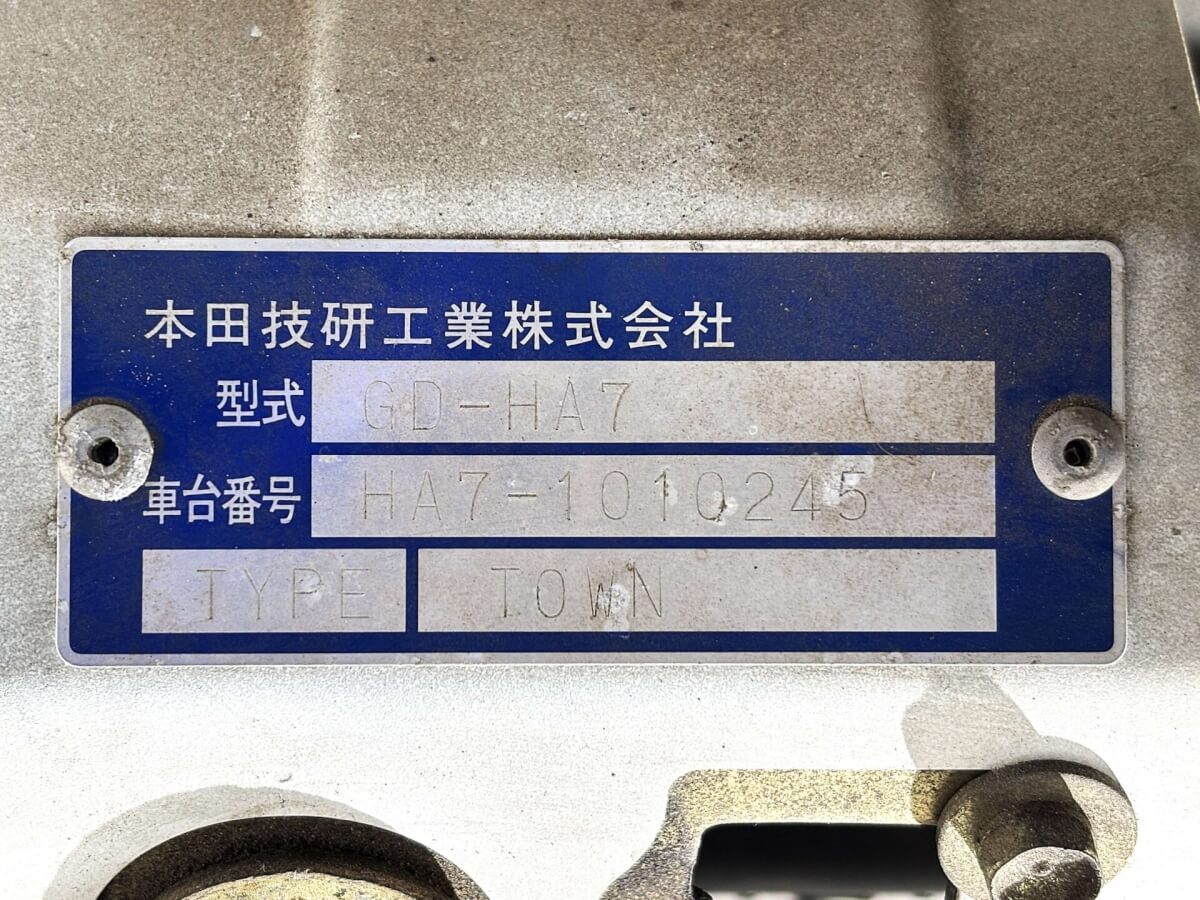 本田技研工業株式会社
型式 GD-HA7
車台番号 HA7-1010245
TYPE TOWN